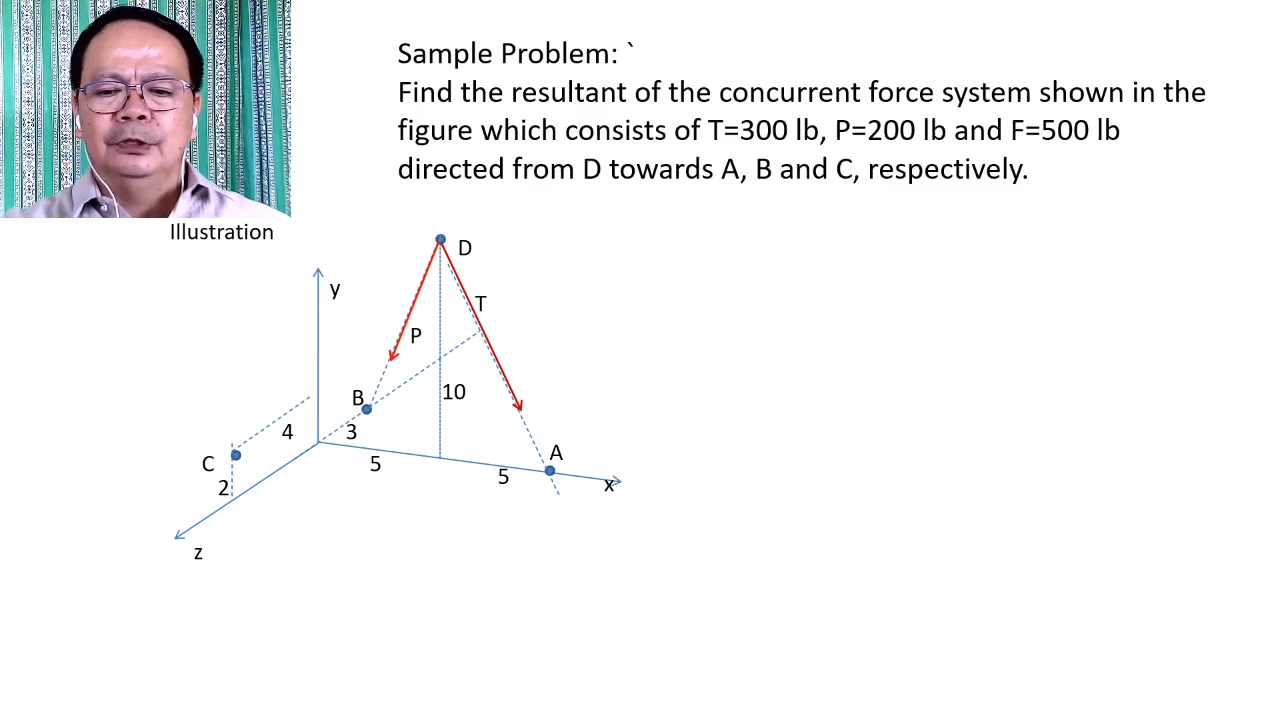 Sample Problem: `
Find the resultant of the concurrent force system shown in the
figure which consists of T=300 lb, P=200 lb and F=500 lb
directed from D towards A, B and C, respectively.
Illustration
D
y
T
P
B
10
4
3
A
C
5
5
x
2
z